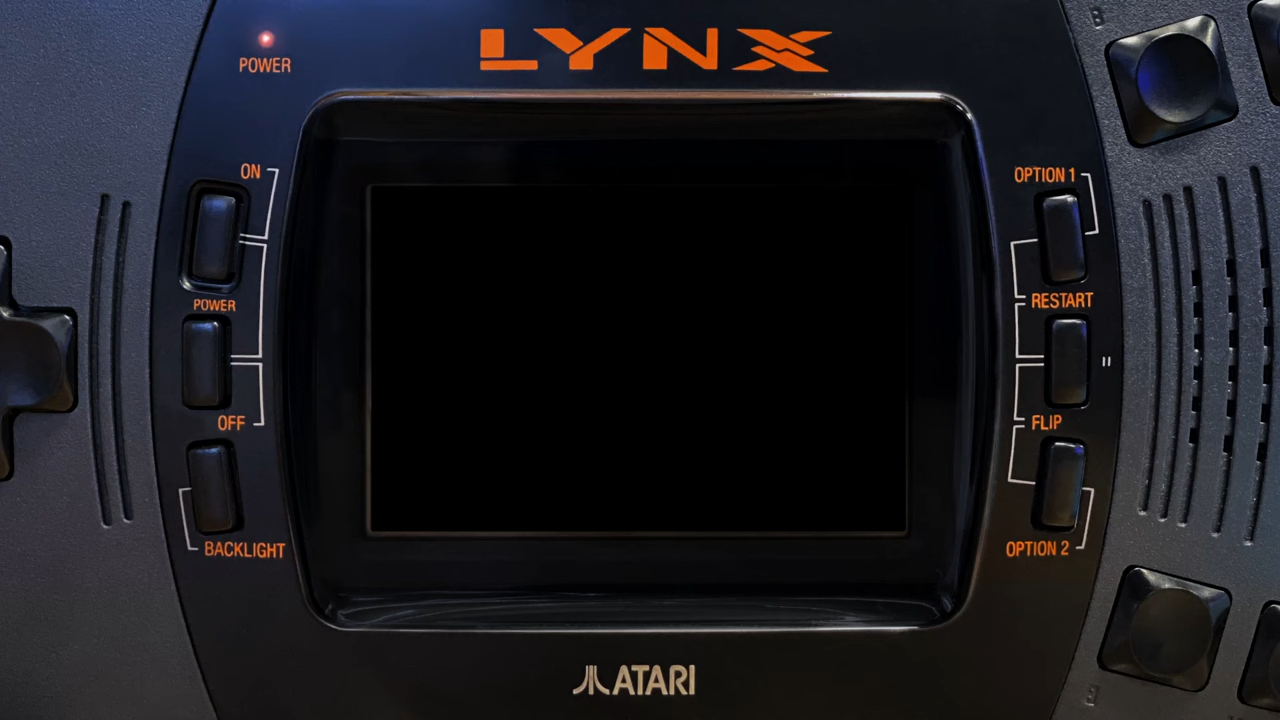 LYNX
POWER
B
ON
OPTION 1
POWER
RESTART
OFF
FLIP
BACKLIGHT
OPTION 2
ATARI